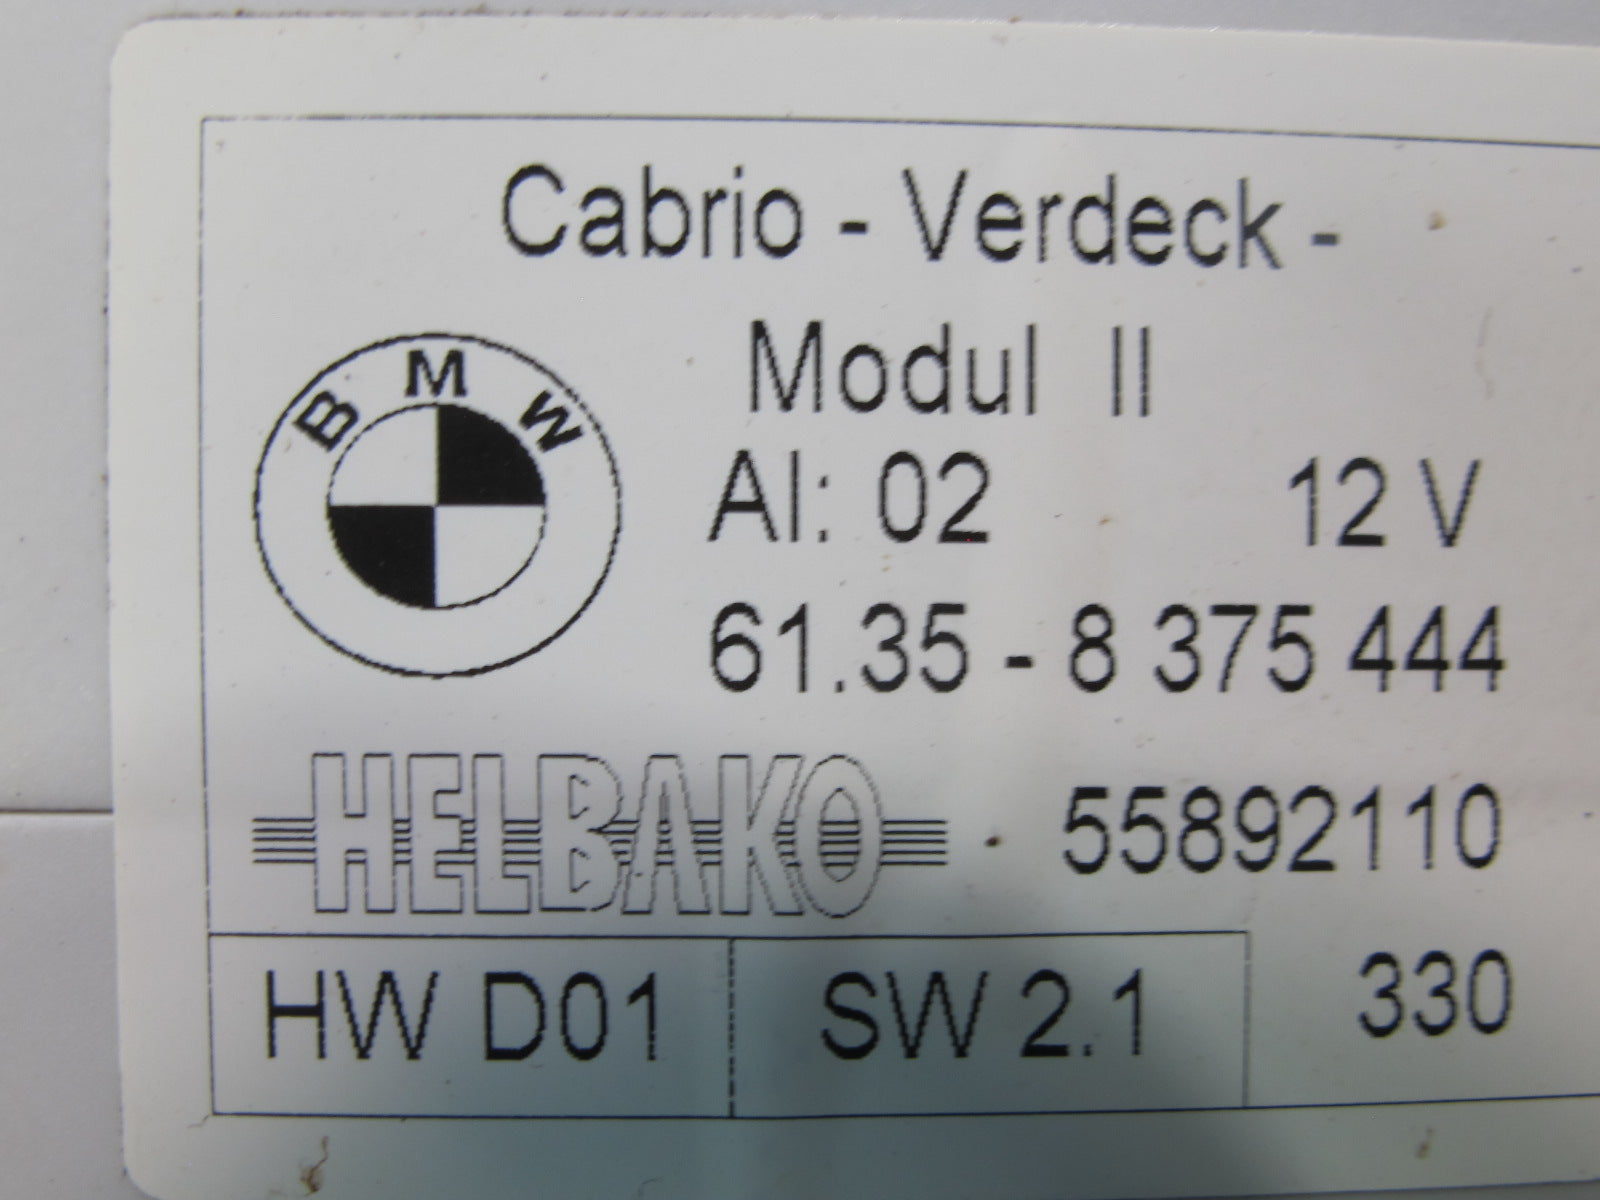 Cabrio - Verdeck -
Modul II
BMW
AI: 02 12 V
61.35 - 8 375 444
HELBAKO 55892110
HW D01 SW 2.1 330